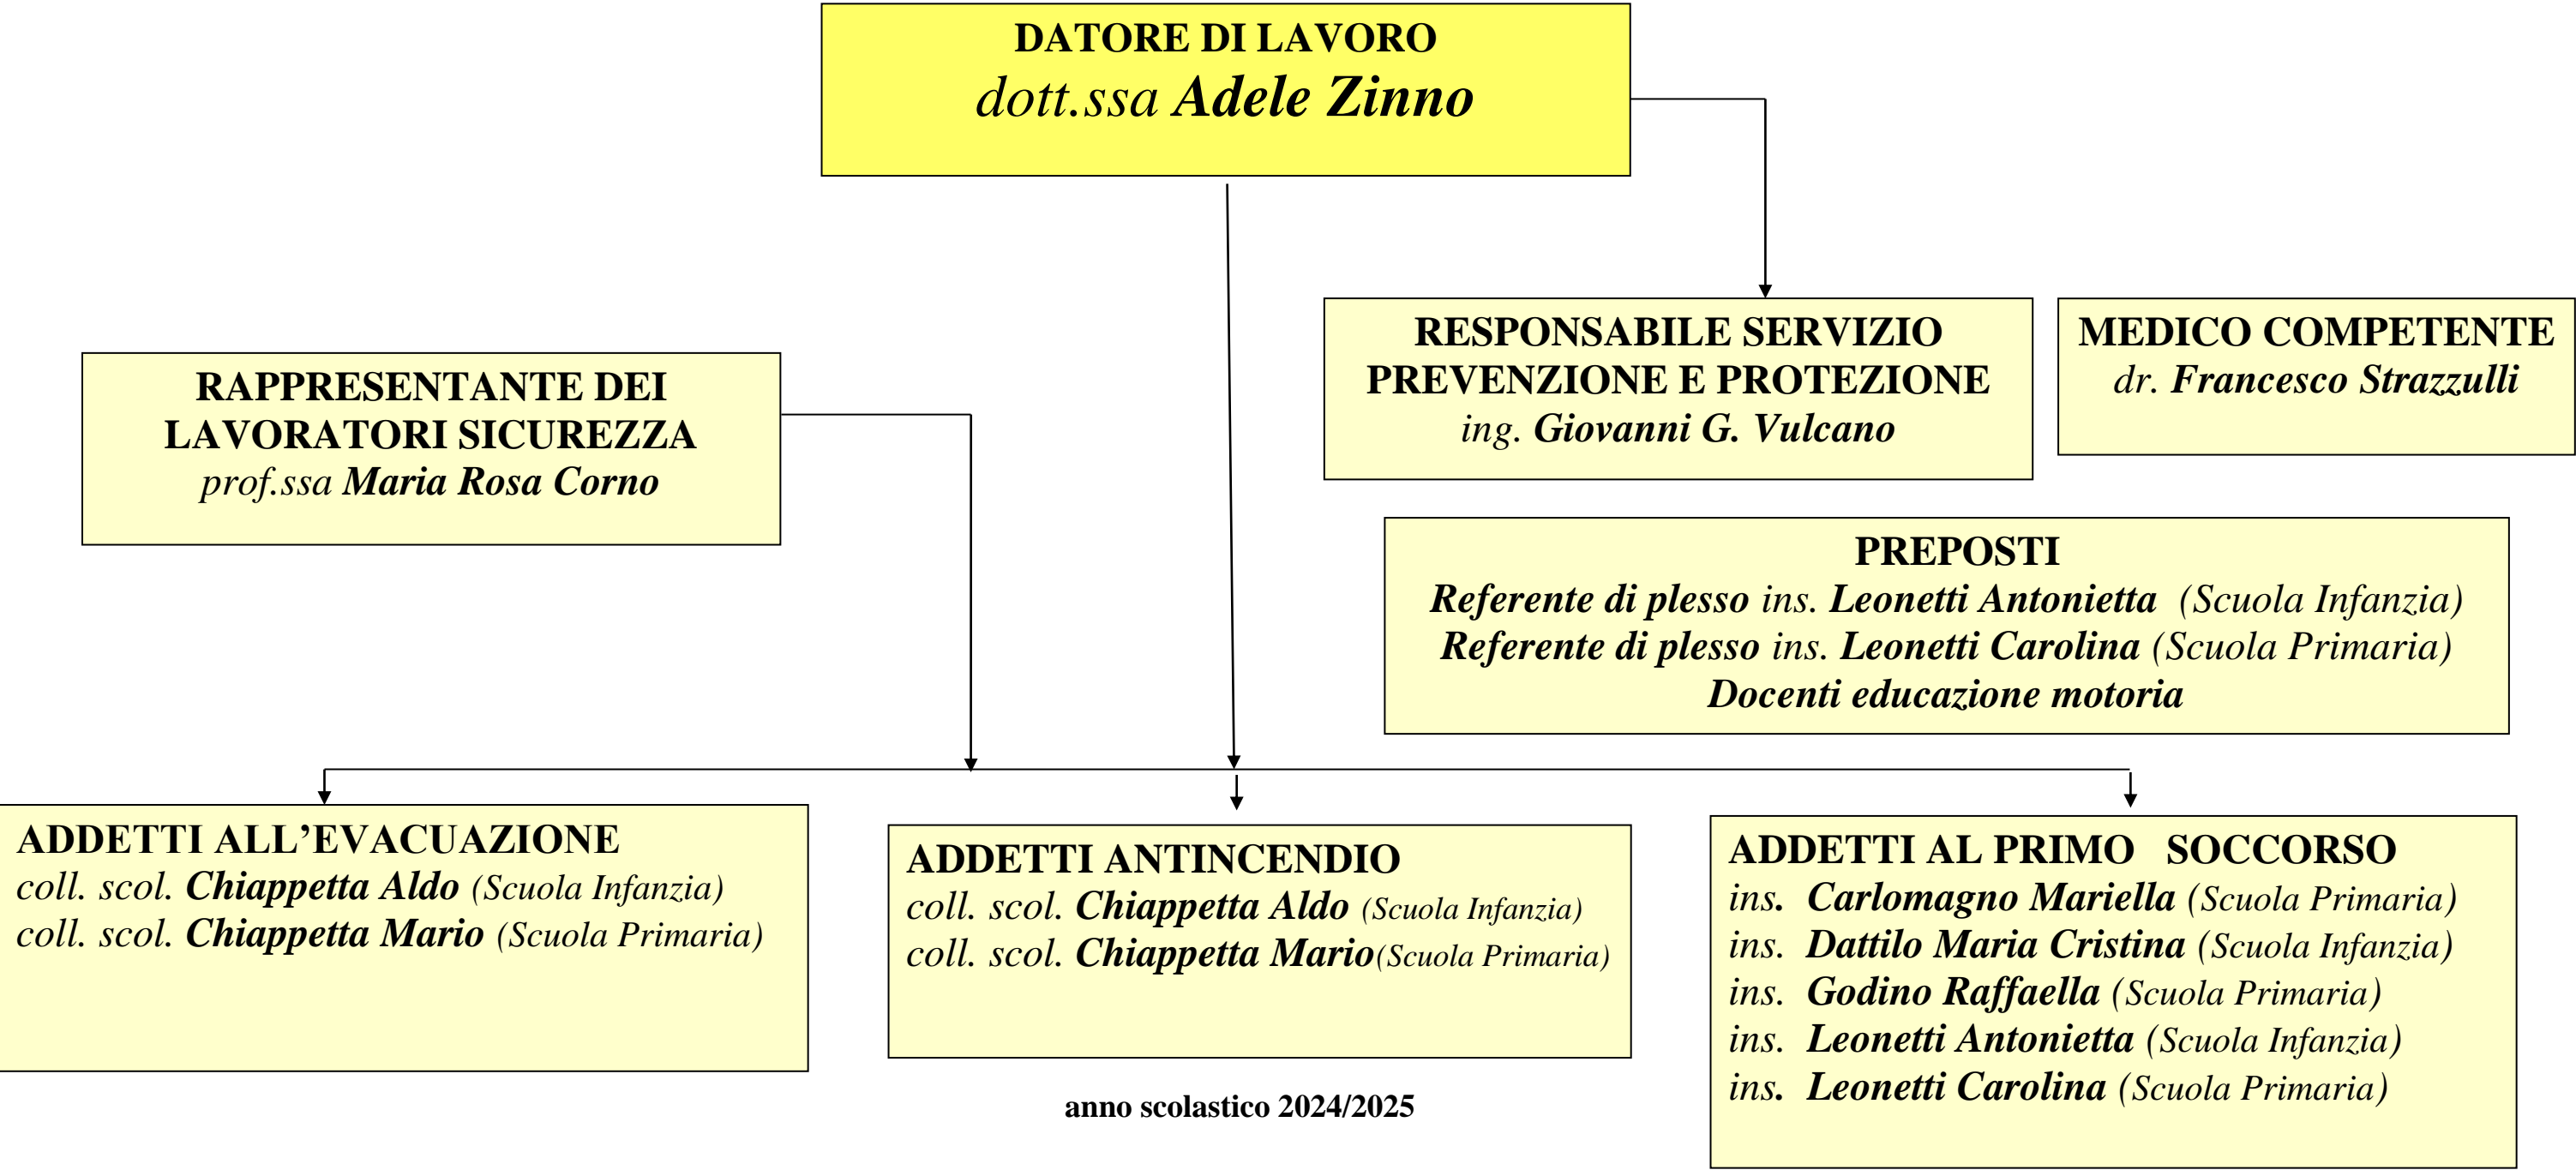 DATORE DI LAVORO
dott.ssa Adele Zinno
RESPONSABILE SERVIZIO
PREVENZIONE E PROTEZIONE
ing. Giovanni G. Vulcano
MEDICO COMPETENTE
dr. Francesco Strazzulli
RAPPRESENTANTE DEI
LAVORATORI SICUREZZA
prof.ssa Maria Rosa Corno
PREPOSTI
Referente di plesso ins. Leonetti Antonietta (Scuola Infanzia)
Referente di plesso ins. Leonetti Carolina (Scuola Primaria)
Docenti educazione motoria
ADDETTI ALL’EVACUAZIONE
coll. scol. Chiappetta Aldo (Scuola Infanzia)
coll. scol. Chiappetta Mario (Scuola Primaria)
ADDETTI ANTINCENDIO
coll. scol. Chiappetta Aldo (Scuola Infanzia)
coll. scol. Chiappetta Mario(Scuola Primaria)
ADDETTI AL PRIMO SOCCORSO
ins. Carlomagno Mariella (Scuola Primaria)
ins. Dattilo Maria Cristina (Scuola Infanzia)
ins. Godino Raffaella (Scuola Primaria)
ins. Leonetti Antonietta (Scuola Infanzia)
ins. Leonetti Carolina (Scuola Primaria)
anno scolastico 2024/2025